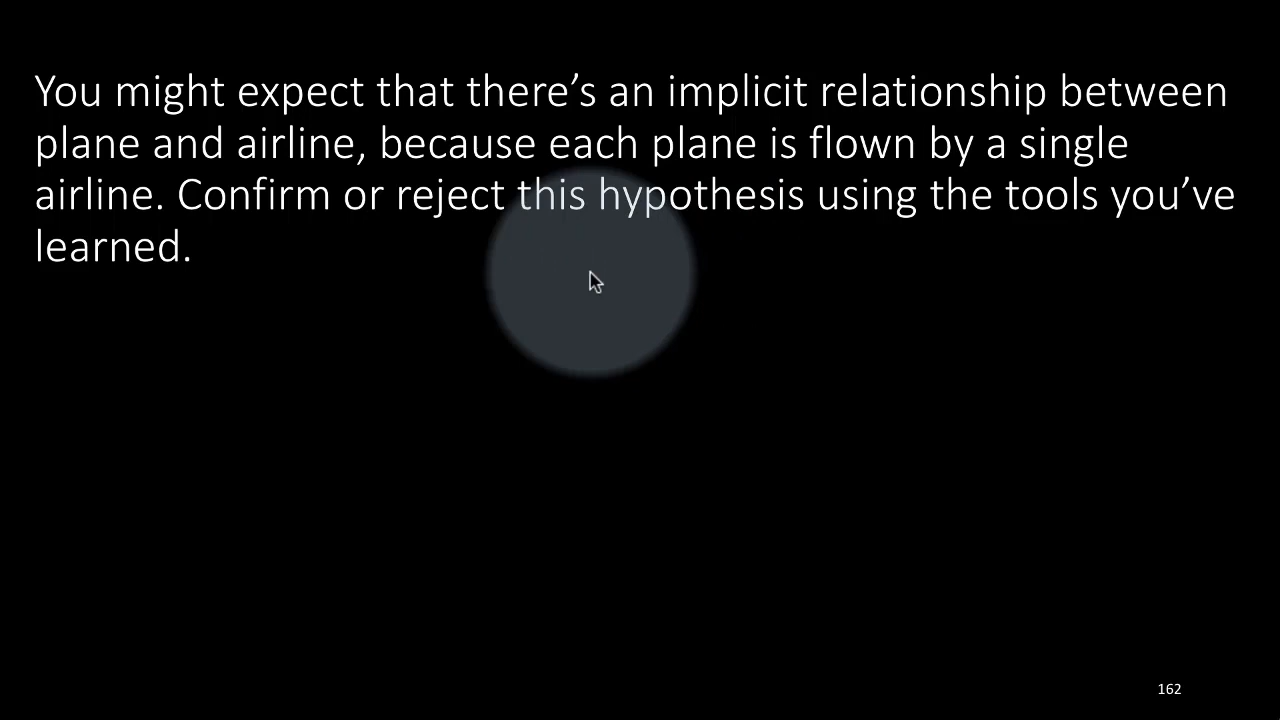 You might expect that there’s an implicit relationship between
plane and airline, because each plane is flown by a single
airline. Confirm or reject this hypothesis using the tools you’ve
learned.
162